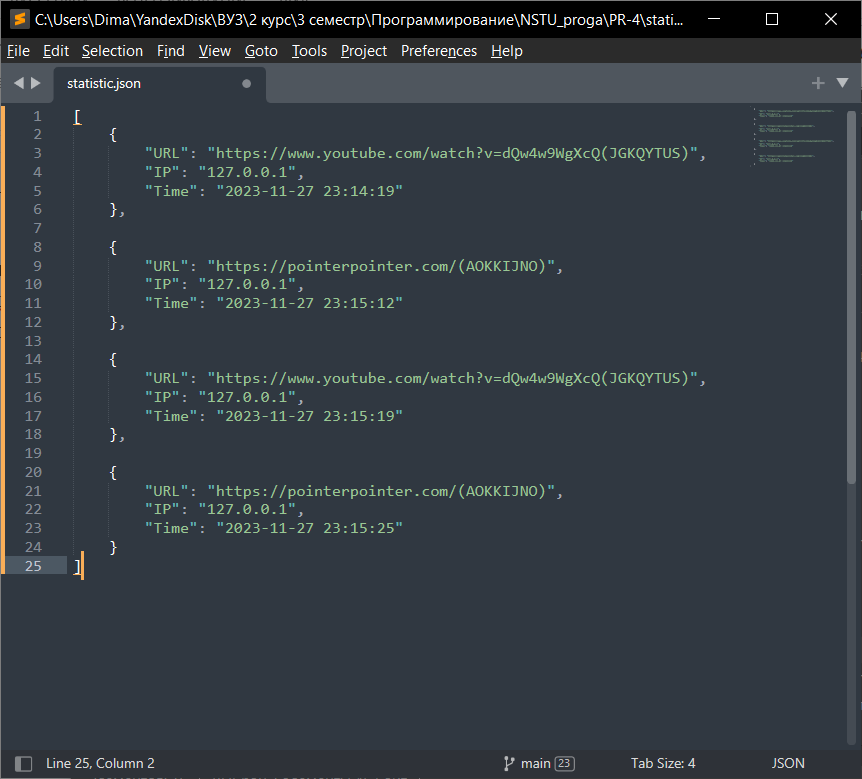 C:\Users\Dima\YandexDisk\ВУЗ\2 курс\3 семестр\Программирование\NSTU_proga\PR-4\stati...
File Edit Selection Find View Goto Tools Project Preferences Help
statistic.json
1 [
2 {
3 "URL": "https://www.youtube.com/watch?v=dQw4w9WgXcQ(JGKQYTUS)",
4 "IP": "127.0.0.1",
5 "Time": "2023-11-27 23:14:19"
6 },
7
8 {
9 "URL": "https://pointerpointer.com/(AOKKIJNO)",
10 "IP": "127.0.0.1",
11 "Time": "2023-11-27 23:15:12"
12 },
13
14 {
15 "URL": "https://www.youtube.com/watch?v=dQw4w9WgXcQ(JGKQYTUS)",
16 "IP": "127.0.0.1",
17 "Time": "2023-11-27 23:15:19"
18 },
19
20 {
21 "URL": "https://pointerpointer.com/(AOKKIJNO)",
22 "IP": "127.0.0.1",
23 "Time": "2023-11-27 23:15:25"
24 }
25 ]
Line 25, Column 2 main 23 Tab Size: 4 JSON